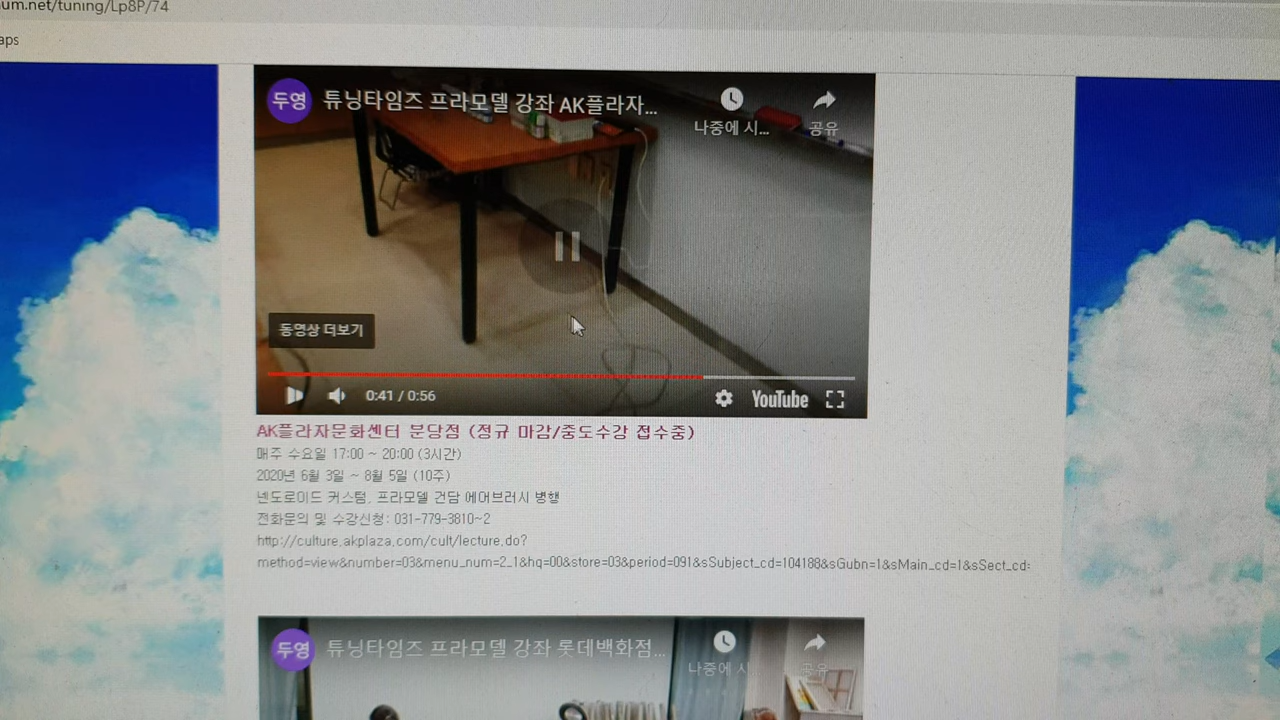 um.net/tuning/Lp8P/74
aps
두영 튜닝타임즈 프라모델 강좌 AK플라자...
나중에 시... 공유
동영상 더보기
0:41 / 0:56 YouTube
AK플라자문화센터 분당점 (정규 마감/중도수강 접수중)
매주 수요일 17:00 ~ 20:00 (3시간)
2020년 6월 3일 ~ 8월 5일 (10주)
넨도로이드 커스텀, 프라모델 건담 에어브러시 병행
전화문의 및 수강신청: 031-779-3810~2
http://culture.akplaza.com/cult/lecture.do?
method=view&number=03&menu_num=2_1&hq=00&store=03&period=091&sSubject_cd=104188&sGubn=1&sMain_cd=1&sSect_cd=
두영 튜닝타임즈 프라모델 강좌 롯데백화점...
나중에 시 공유